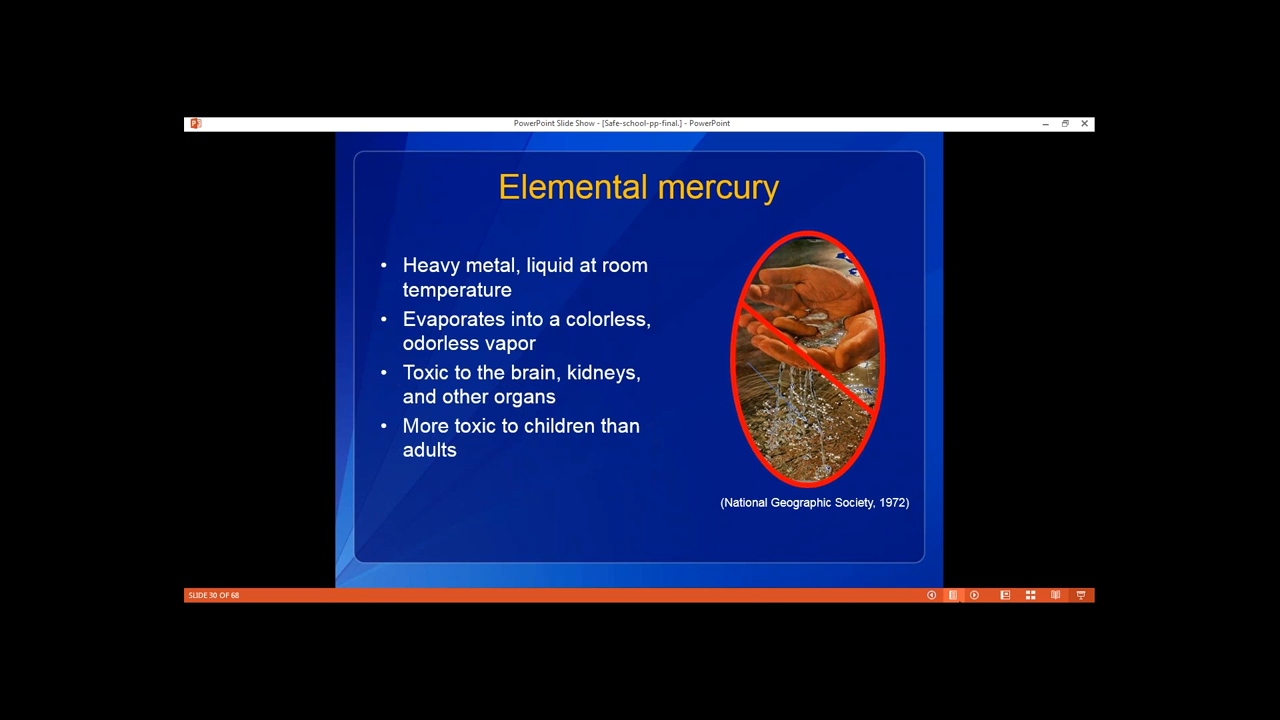 PowerPoint Slide Show - [Safe-school-pp-final.] - PowerPoint
Elemental mercury
• Heavy metal, liquid at room
temperature
• Evaporates into a colorless,
odorless vapor
• Toxic to the brain, kidneys,
and other organs
• More toxic to children than
adults
(National Geographic Society, 1972)
SLIDE 30 OF 68